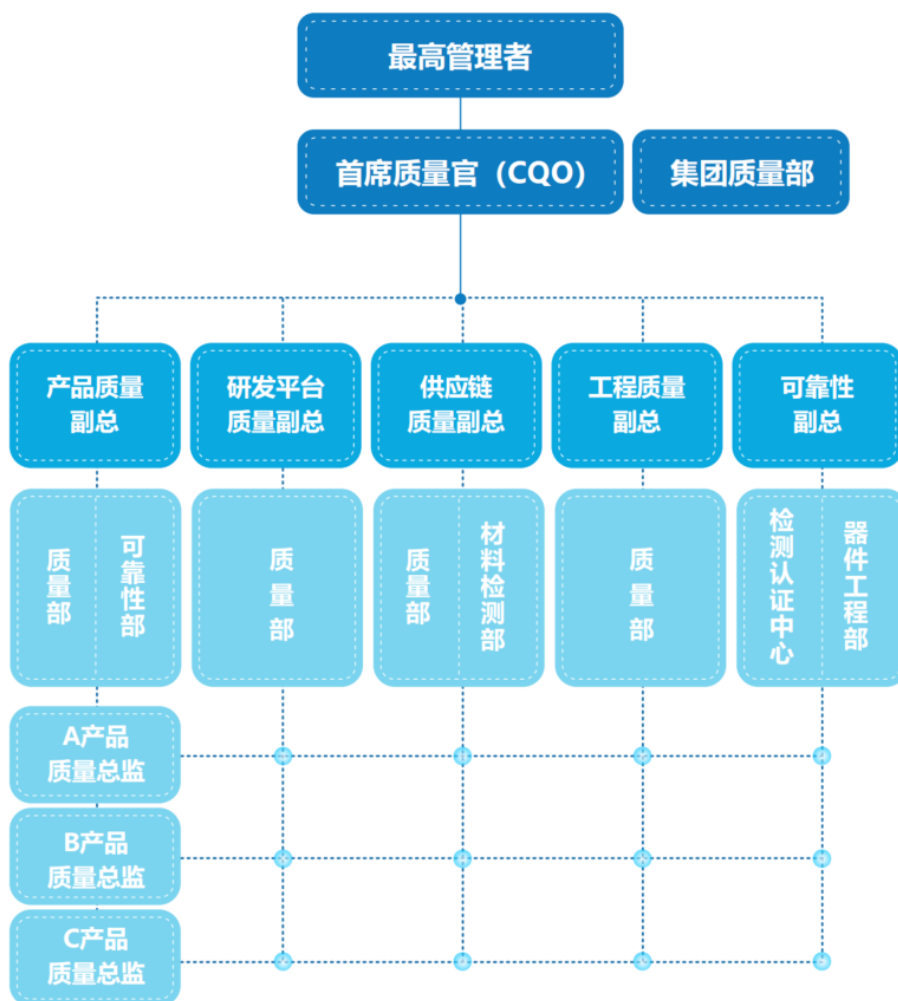 最高管理者
首席质量官（CQO）
集团质量部
产品质量
副总
研发平台
质量副总
供应链
质量副总
工程质量
副总
可靠性
副总
质量部
可靠性部
质量部
质量部
材料检测部
质量部
检测认证中心
器件工程部
A产品
质量总监
B产品
质量总监
C产品
质量总监